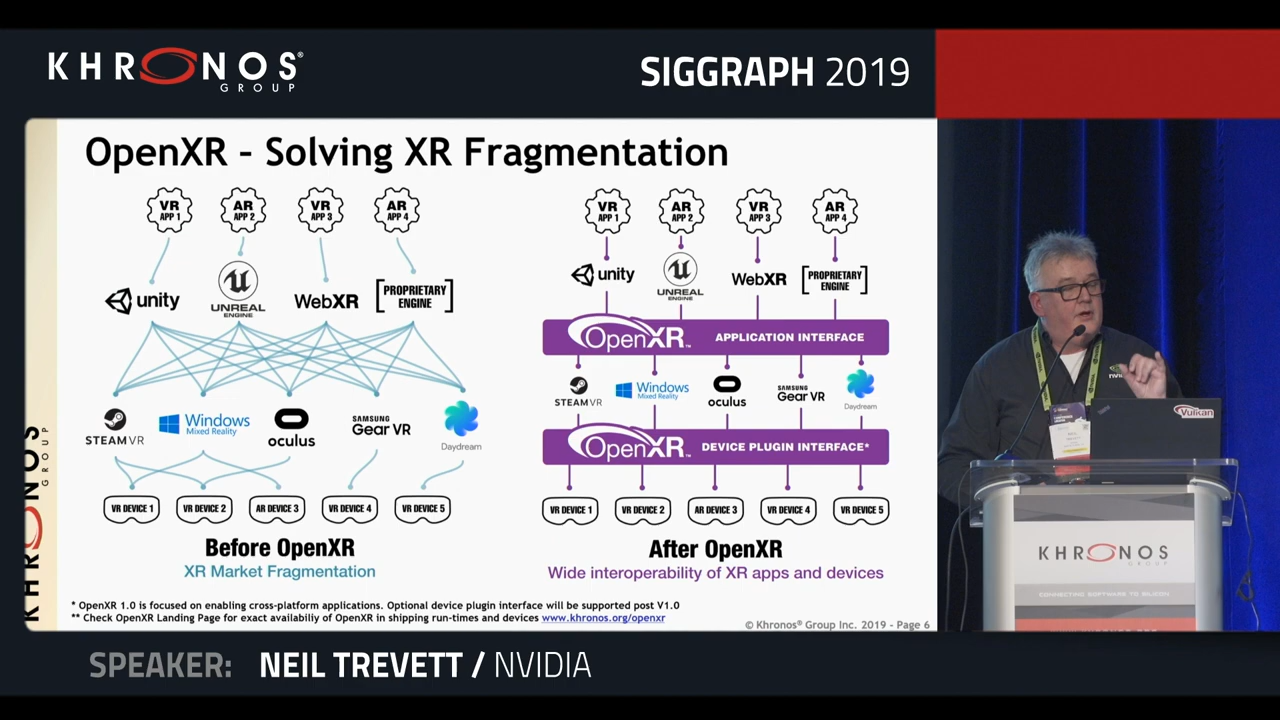 KHRONOS®
GROUP
SIGGRAPH 2019
OpenXR – Solving XR Fragmentation
VR APP 1
AR APP 2
VR APP 3
AR APP 4
unity
UNREAL ENGINE
WebXR
[PROPRIETARY ENGINE]
STEAMVR
Windows Mixed Reality
oculus
SAMSUNG Gear VR
Daydream
VR DEVICE 1
VR DEVICE 2
AR DEVICE 3
VR DEVICE 4
VR DEVICE 5
Before OpenXR
XR Market Fragmentation
VR APP 1
AR APP 2
VR APP 3
AR APP 4
unity
UNREAL ENGINE
WebXR
[PROPRIETARY ENGINE]
OpenXR™ APPLICATION INTERFACE
STEAMVR
Windows Mixed Reality
oculus
SAMSUNG Gear VR
Daydream
OpenXR™ DEVICE PLUGIN INTERFACE*
VR DEVICE 1
VR DEVICE 2
AR DEVICE 3
VR DEVICE 4
VR DEVICE 5
After OpenXR
Wide interoperability of XR apps and devices
* OpenXR 1.0 is focused on enabling cross-platform applications. Optional device plugin interface will be supported post V1.0
** Check OpenXR Landing Page for exact availabiliy of OpenXR in shipping run-times and devices www.khronos.org/openxr
© Khronos® Group Inc. 2019 - Page 6
KHRONOS
GROUP
Vulkan
KHRONOS
GROUP
CONNECTING SOFTWARE TO SILICON
SPEAKER: NEIL TREVETT / NVIDIA